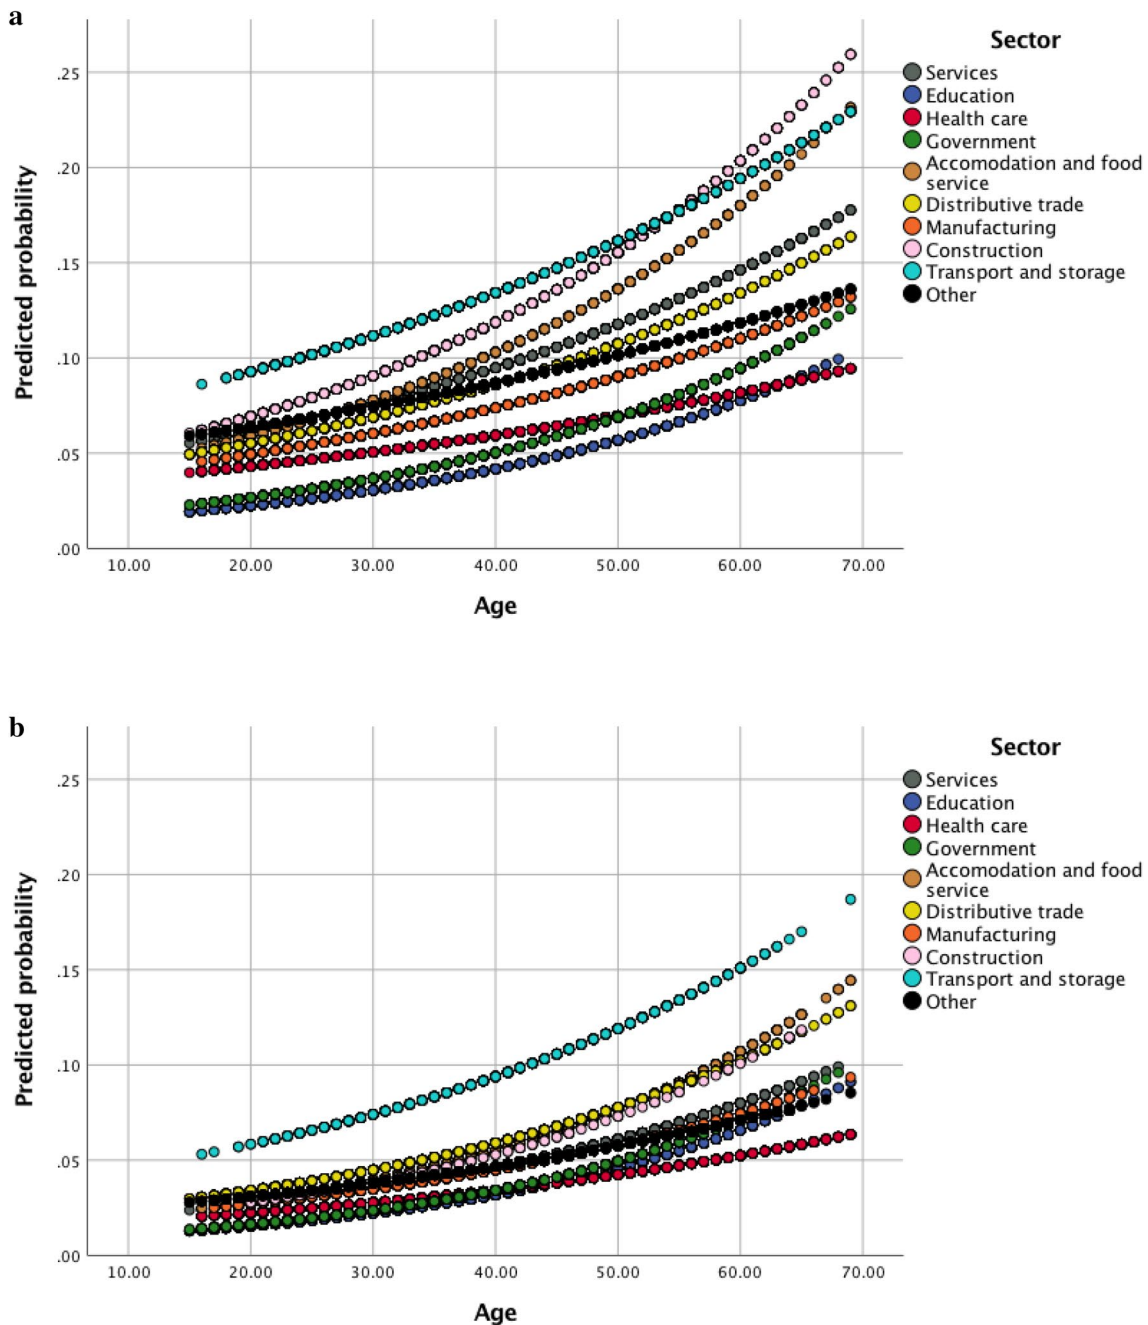 a
Predicted probability
.25
.20
.15
.10
.05
.00
10.00 20.00 30.00 40.00 50.00 60.00 70.00
Age
Sector
Services
Education
Health care
Government
Accomodation and food
service
Distributive trade
Manufacturing
Construction
Transport and storage
Other
b
Predicted probability
.25
.20
.15
.10
.05
.00
10.00 20.00 30.00 40.00 50.00 60.00 70.00
Age
Sector
Services
Education
Health care
Government
Accomodation and food
service
Distributive trade
Manufacturing
Construction
Transport and storage
Other